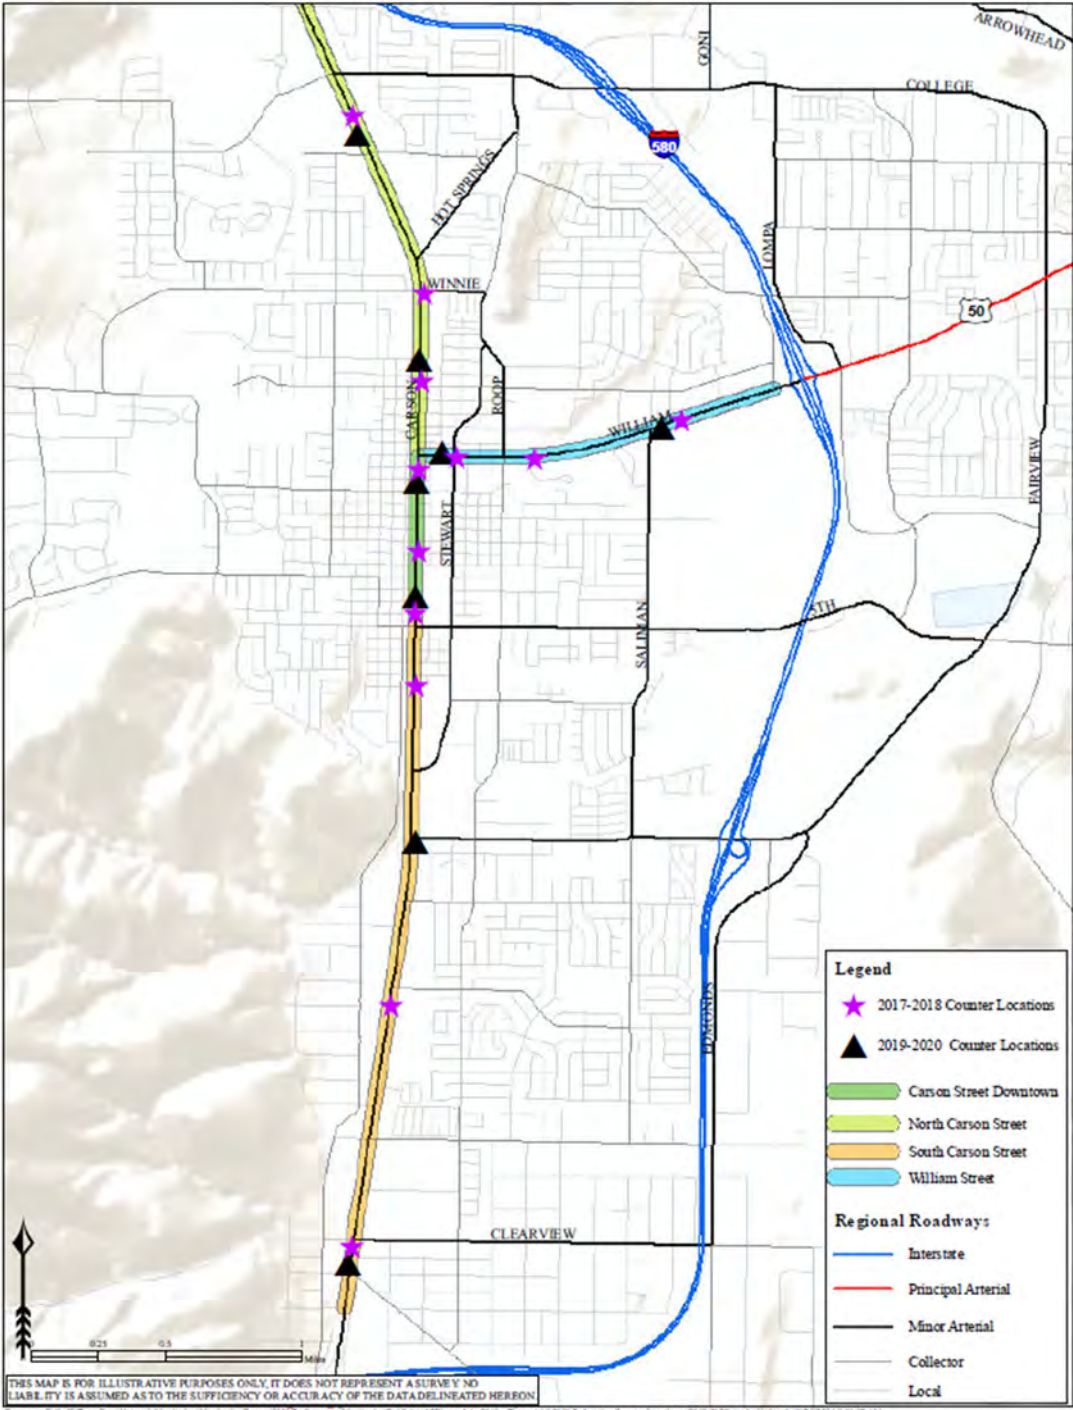 ARROWHEAD
GONI
COLLEGE
580
HOT SPRINGS
LOMPA
WINNIE
50
CARSON
ROOP
WILLIAM
FAIRVIEW
STEWART
5TH
SALIMAN
EDMONDS
CLEARVIEW
Legend
2017-2018 Counter Locations
2019-2020 Counter Locations
Carson Street Downtown
North Carson Street
South Carson Street
William Street
Regional Roadways
Interstate
Principal Arterial
Minor Arterial
Collector
Local
0 0.25 0.5 1
Miles
THIS MAP IS FOR ILLUSTRATIVE PURPOSES ONLY, IT DOES NOT REPRESENT A SURVEY. NO
LIABILITY IS ASSUMED AS TO THE SUFFICIENCY OR ACCURACY OF THE DATA DELINEATED HEREON.